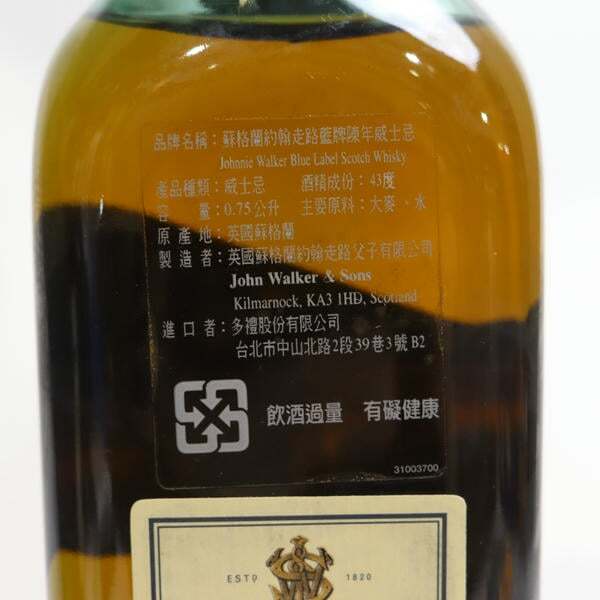 品牌名稱：蘇格蘭約翰走路藍牌陳年威士忌
Johnnie Walker Blue Label Scotch Whisky
產品種類：威士忌 酒精成份：43度
容量：0.75公升 主要原料：大麥、水
原產地：英國蘇格蘭
製造者：英國蘇格蘭約翰走路父子有限公司
John Walker & Sons
Kilmarnock, KA3 1HD, Scotland
進口者：多禮股份有限公司
台北市中山北路2段39巷3號B2
飲酒過量 有礙健康
31003700
ESTD 1820